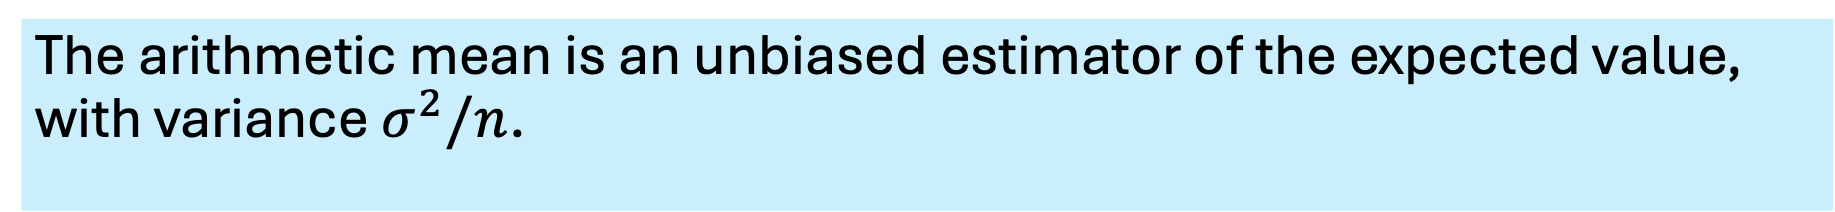 The arithmetic mean is an unbiased estimator of the expected value,
with variance σ²/n.